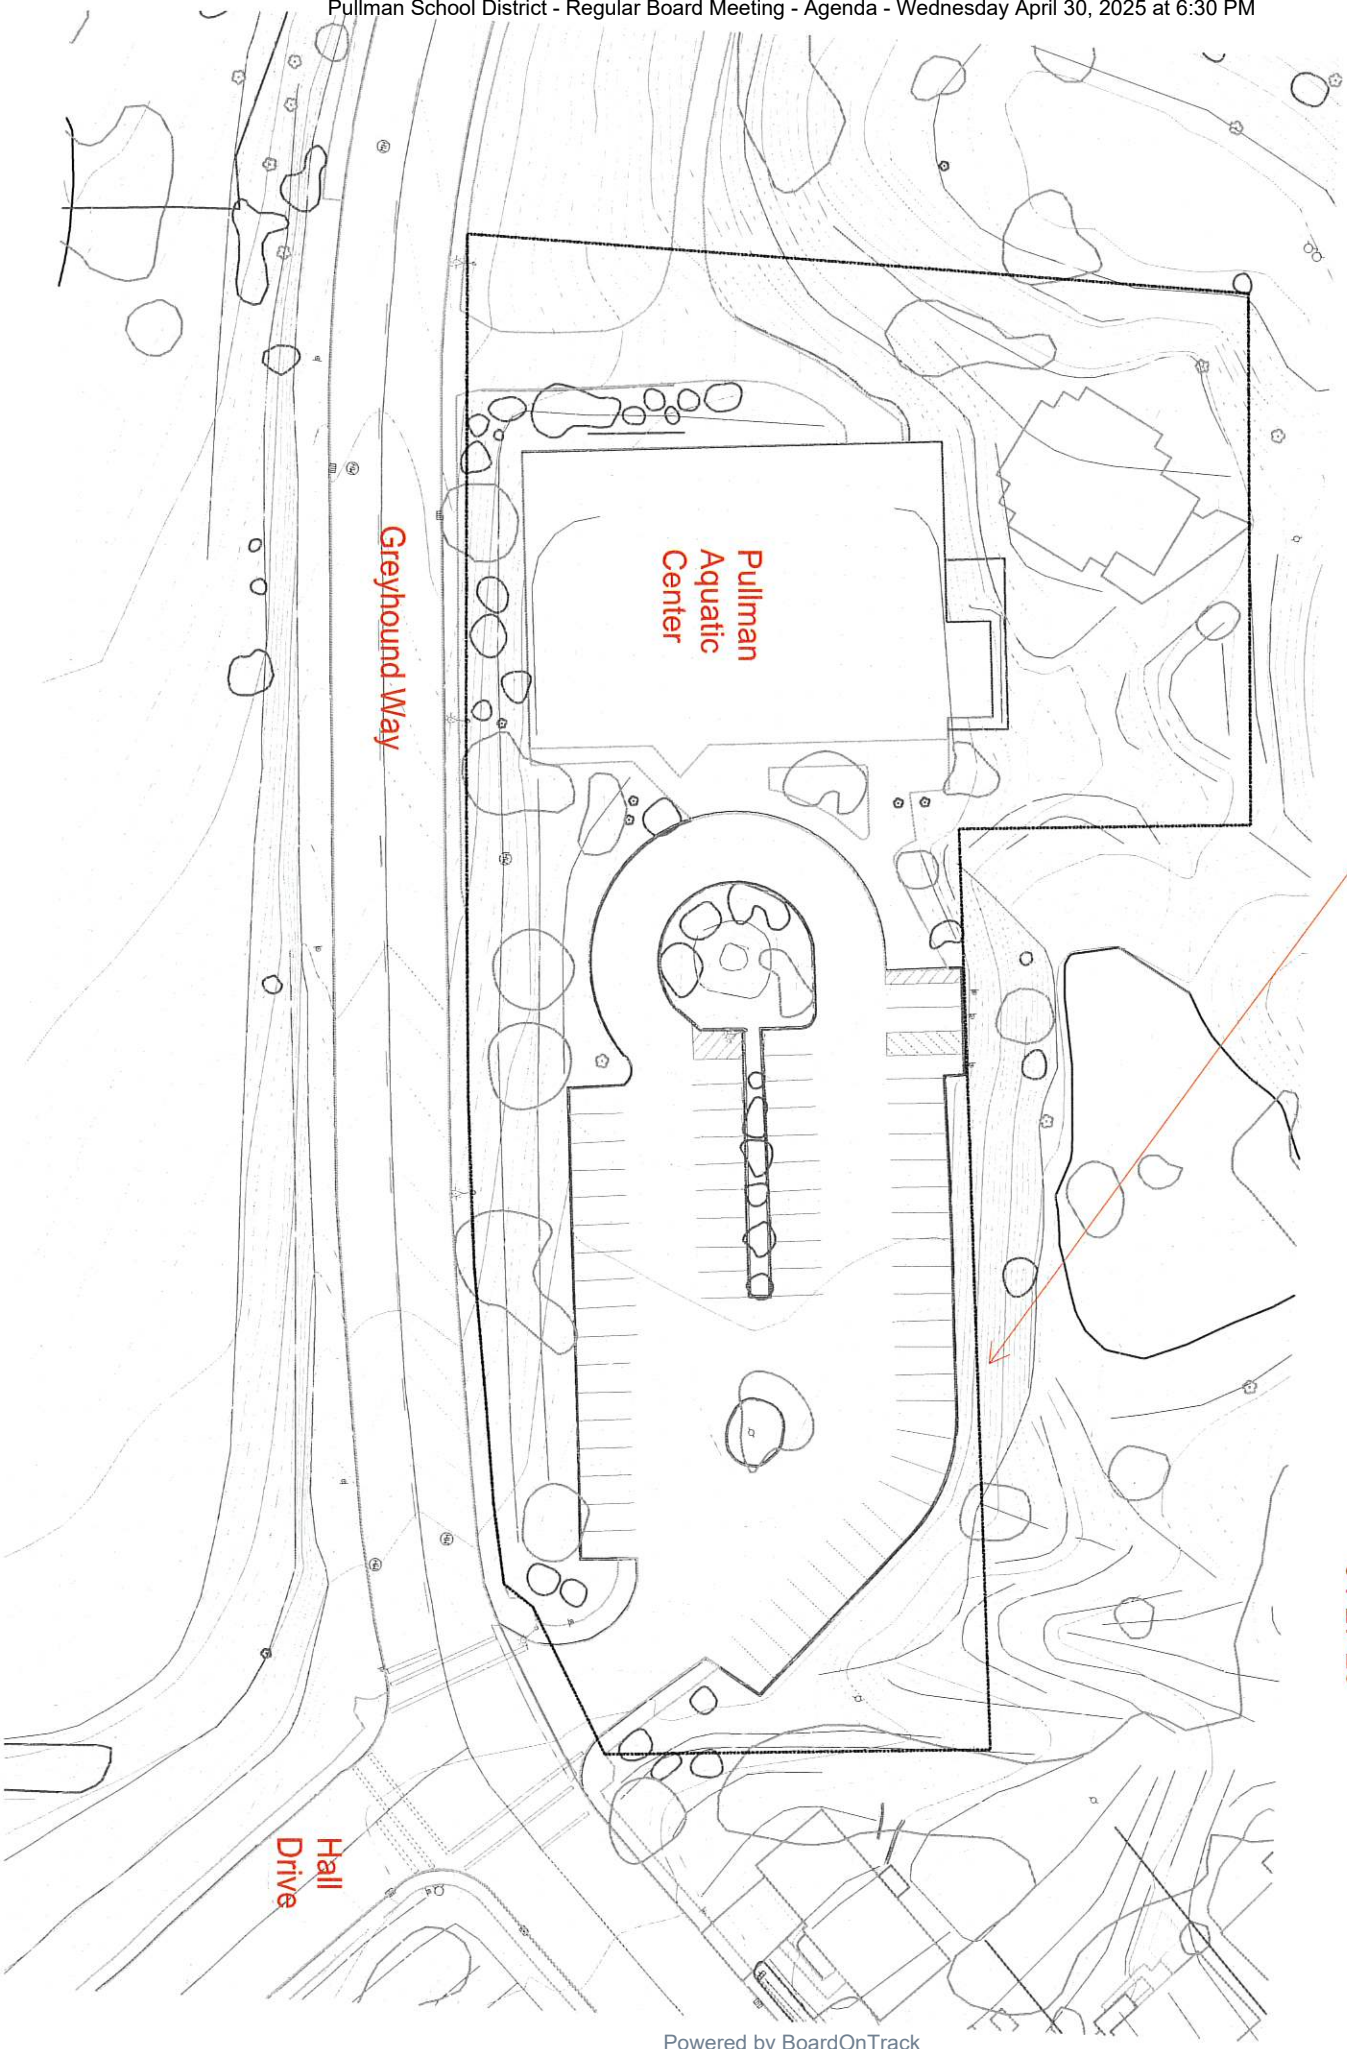 Pullman School District - Regular Board Meeting - Agenda - Wednesday April 30, 2025 at 6:30 PM
Pullman
Aquatic
Center
Greyhound Way
Hall
Drive
Powered by BoardOnTrack